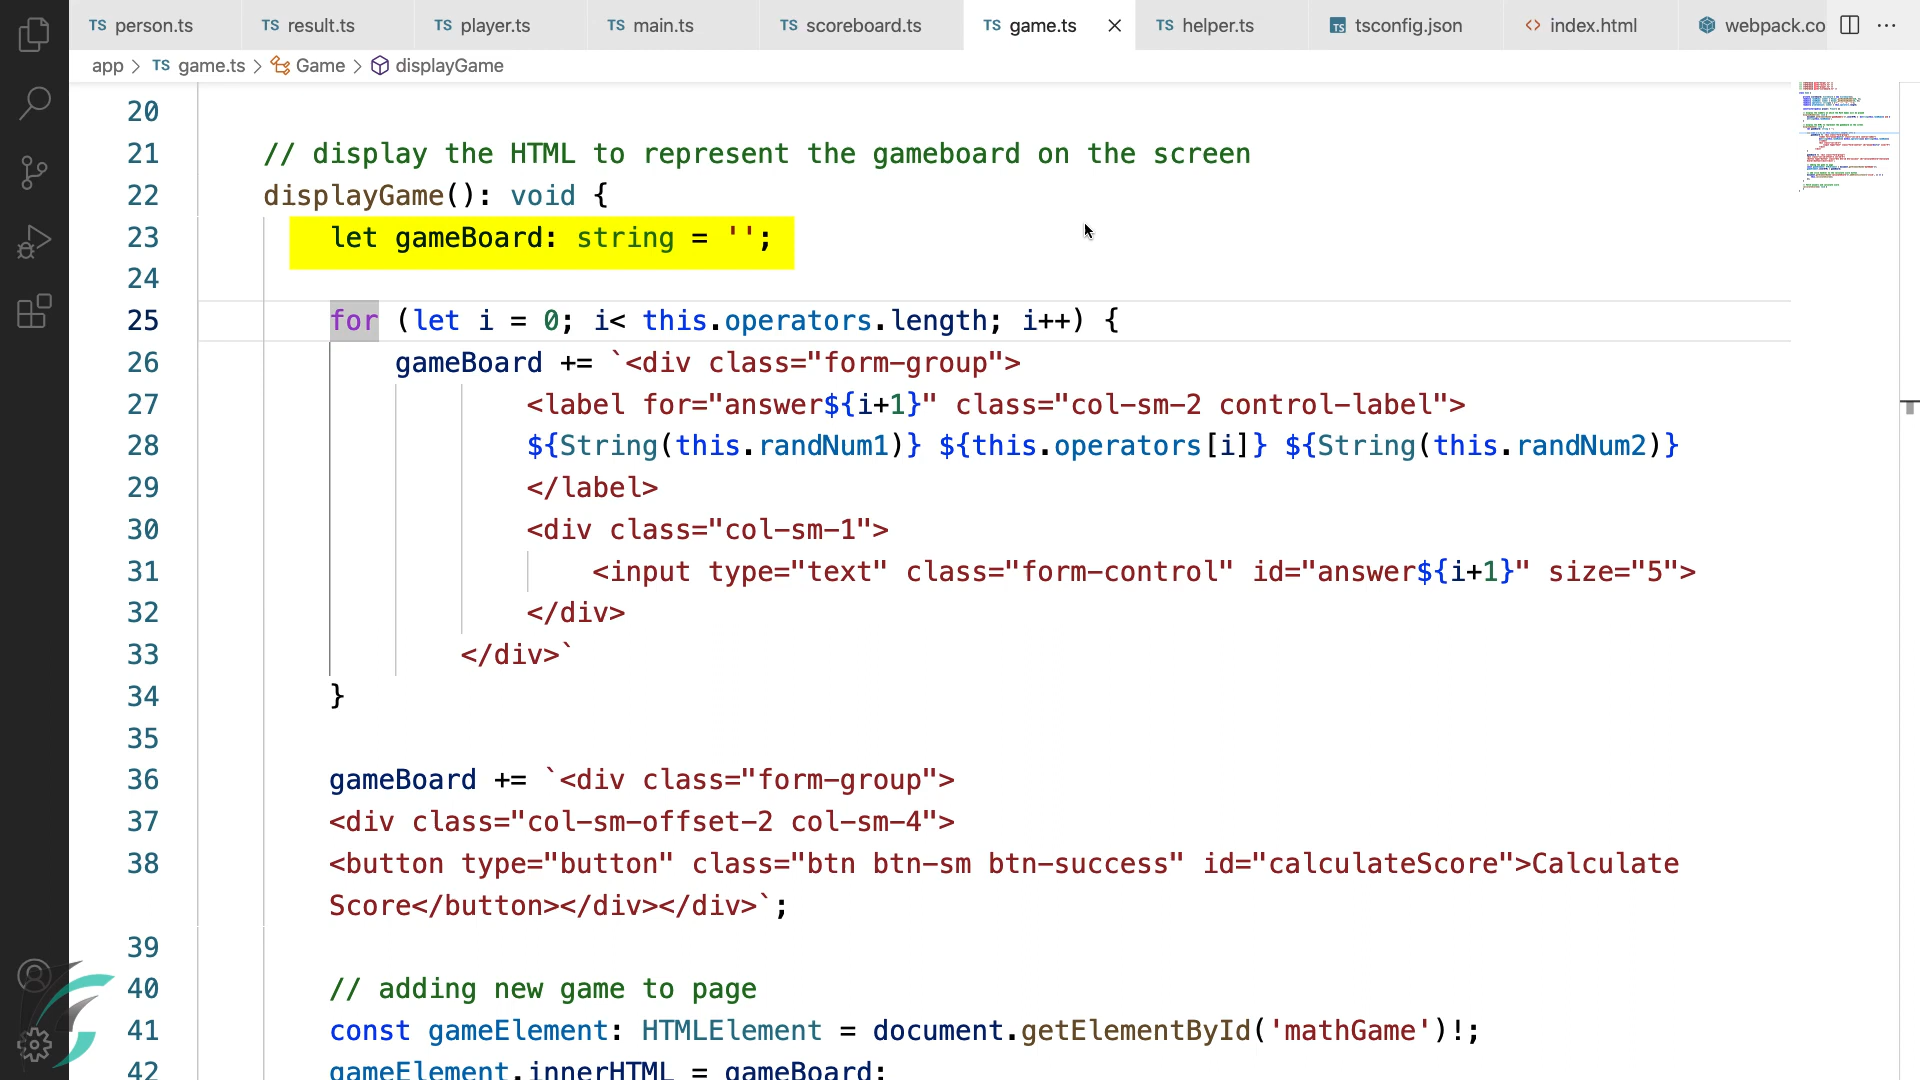 TS person.ts TS result.ts TS player.ts TS main.ts TS scoreboard.ts TS game.ts TS helper.ts TS tsconfig.json index.html webpack.co
app > TS game.ts > Game > displayGame
20
21 // display the HTML to represent the gameboard on the screen
22 displayGame(): void {
23 let gameBoard: string = '';
24
25 for (let i = 0; i< this.operators.length; i++) {
26 gameBoard += `<div class="form-group">
27 <label for="answer${i+1}" class="col-sm-2 control-label">
28 ${String(this.randNum1)} ${this.operators[i]} ${String(this.randNum2)}
29 </label>
30 <div class="col-sm-1">
31 <input type="text" class="form-control" id="answer${i+1}" size="5">
32 </div>
33 </div>`
34 }
35
36 gameBoard += `<div class="form-group">
37 <div class="col-sm-offset-2 col-sm-4">
38 <button type="button" class="btn btn-sm btn-success" id="calculateScore">Calculate
Score</button></div></div>`;
39
40 // adding new game to page
41 const gameElement: HTMLElement = document.getElementById('mathGame')!;
42 gameElement.innerHTML = gameBoard;